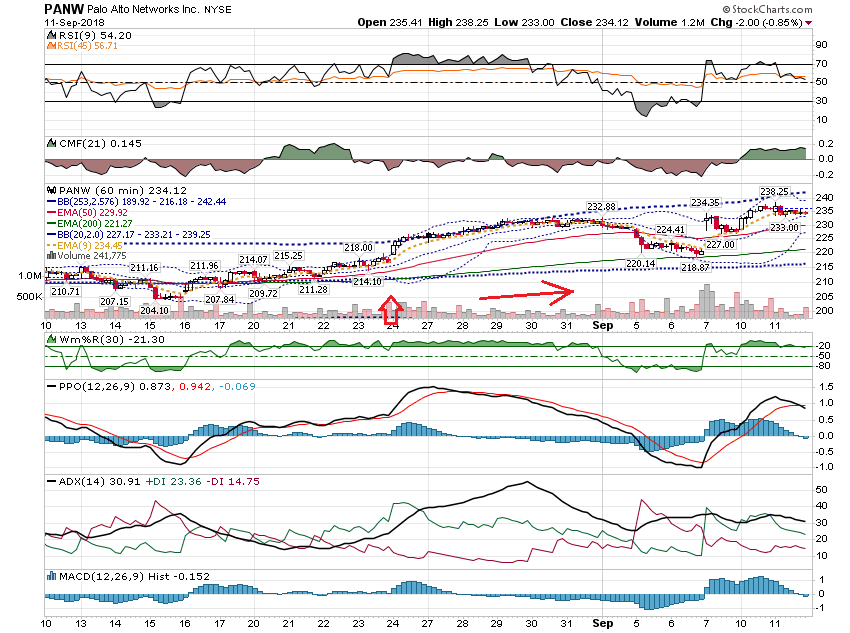 PANW Palo Alto Networks Inc. NYSE © StockCharts.com
11-Sep-2018 Open 235.41 High 238.25 Low 233.00 Close 234.12 Volume 1.2M Chg -2.00 (-0.85%)
RSI(9) 54.20
RSI(45) 56.71
90
70
50
30
10
CMF(21) 0.145
0.2
0.0
-0.2
PANW (60 min) 234.12
BB(253,2.576) 189.92 - 216.18 - 242.44
EMA(50) 229.92
EMA(200) 221.27
BB(20,2.0) 227.17 - 233.21 - 239.25
EMA(9) 234.45
Volume 241,775
1.0M
500K
240
235
230
225
220
215
210
205
200
210.71
207.15
211.16
204.10
211.96
207.84
214.07
209.72
215.25
211.28
218.00
214.10
232.88
220.14
224.41
218.87
234.35
227.00
238.25
233.00
10 13 14 15 16 17 20 21 22 23 24 27 28 29 30 31 Sep 5 6 7 10 11
Wm%R(30) -21.30
-20
-50
-80
PPO(12,26,9) 0.873, 0.942, -0.069
1.5
1.0
0.5
0.0
-0.5
-1.0
ADX(14) 30.91 +DI 23.36 -DI 14.75
50
40
30
20
10
MACD(12,26,9) Hist -0.152
1
0
-1
10 13 14 15 16 17 20 21 22 23 24 27 28 29 30 31 Sep 5 6 7 10 11